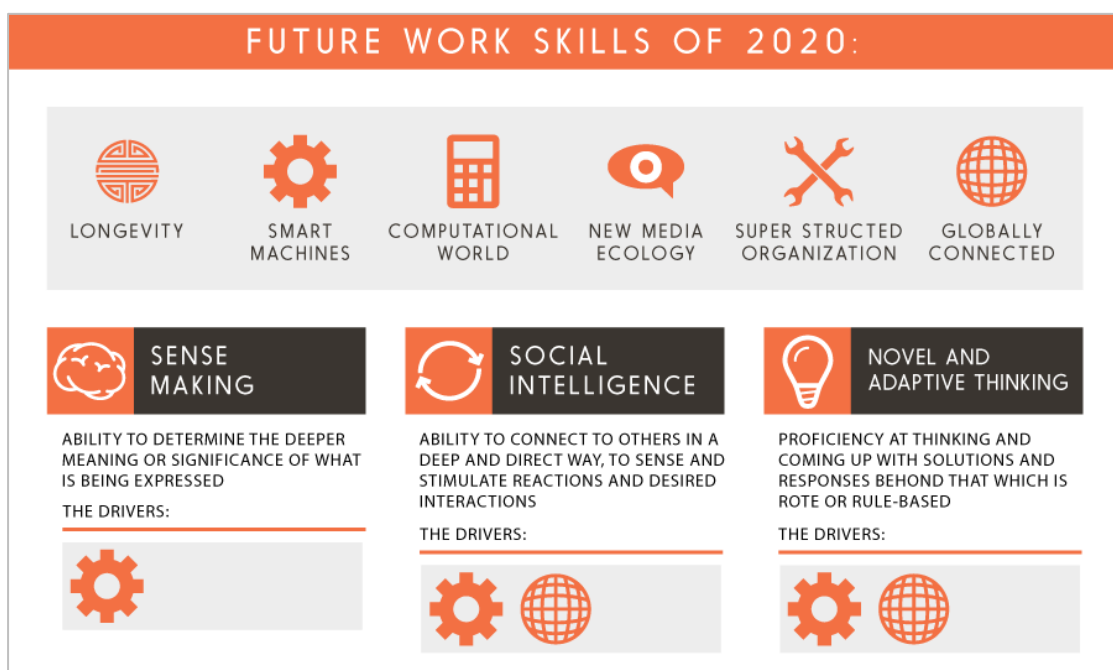 FUTURE WORK SKILLS OF 2020:
LONGEVITY
SMART
MACHINES
COMPUTATIONAL
WORLD
NEW MEDIA
ECOLOGY
SUPER STRUCTED
ORGANIZATION
GLOBALLY
CONNECTED
SENSE
MAKING
ABILITY TO DETERMINE THE DEEPER
MEANING OR SIGNIFICANCE OF WHAT
IS BEING EXPRESSED
THE DRIVERS:
SOCIAL
INTELLIGENCE
ABILITY TO CONNECT TO OTHERS IN A
DEEP AND DIRECT WAY, TO SENSE AND
STIMULATE REACTIONS AND DESIRED
INTERACTIONS
THE DRIVERS:
NOVEL AND
ADAPTIVE THINKING
PROFICIENCY AT THINKING AND
COMING UP WITH SOLUTIONS AND
RESPONSES BEHOND THAT WHICH IS
ROTE OR RULE-BASED
THE DRIVERS: